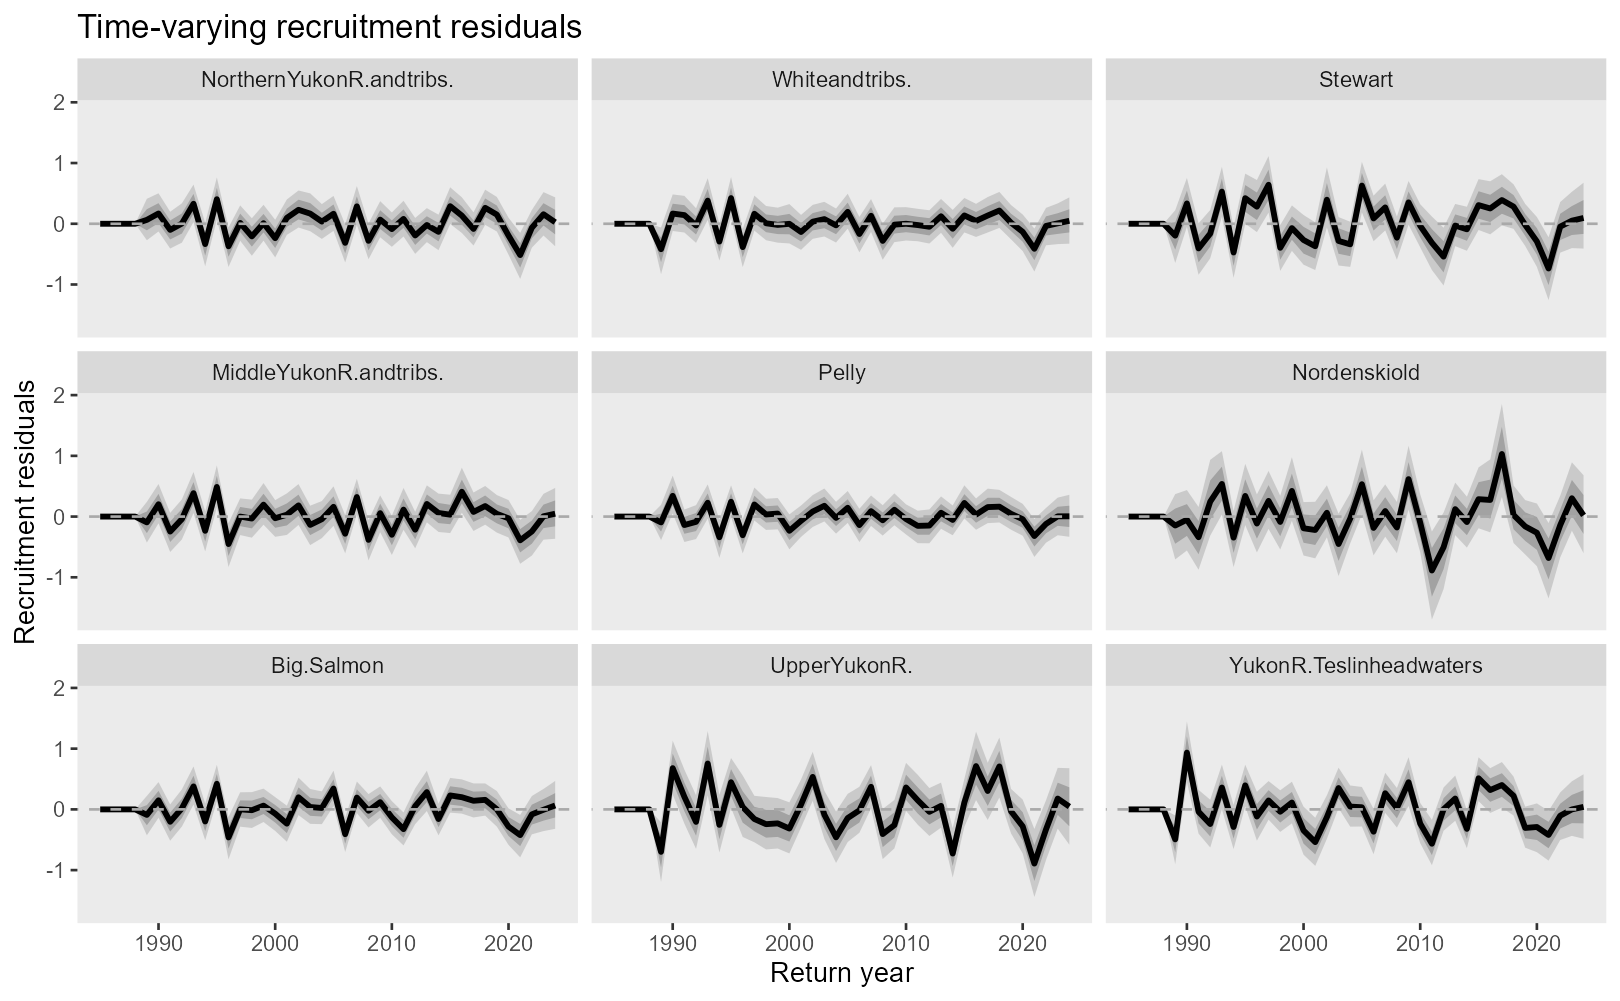 Time-varying recruitment residuals
NorthernYukonR.andtribs.
Whiteandtribs.
Stewart
2
1
0
-1
MiddleYukonR.andtribs.
Pelly
Nordenskiold
2
1
0
-1
Recruitment residuals
Big.Salmon
UpperYukonR.
YukonR.Teslinheadwaters
2
1
0
-1
1990 2000 2010 2020
1990 2000 2010 2020
1990 2000 2010 2020
Return year